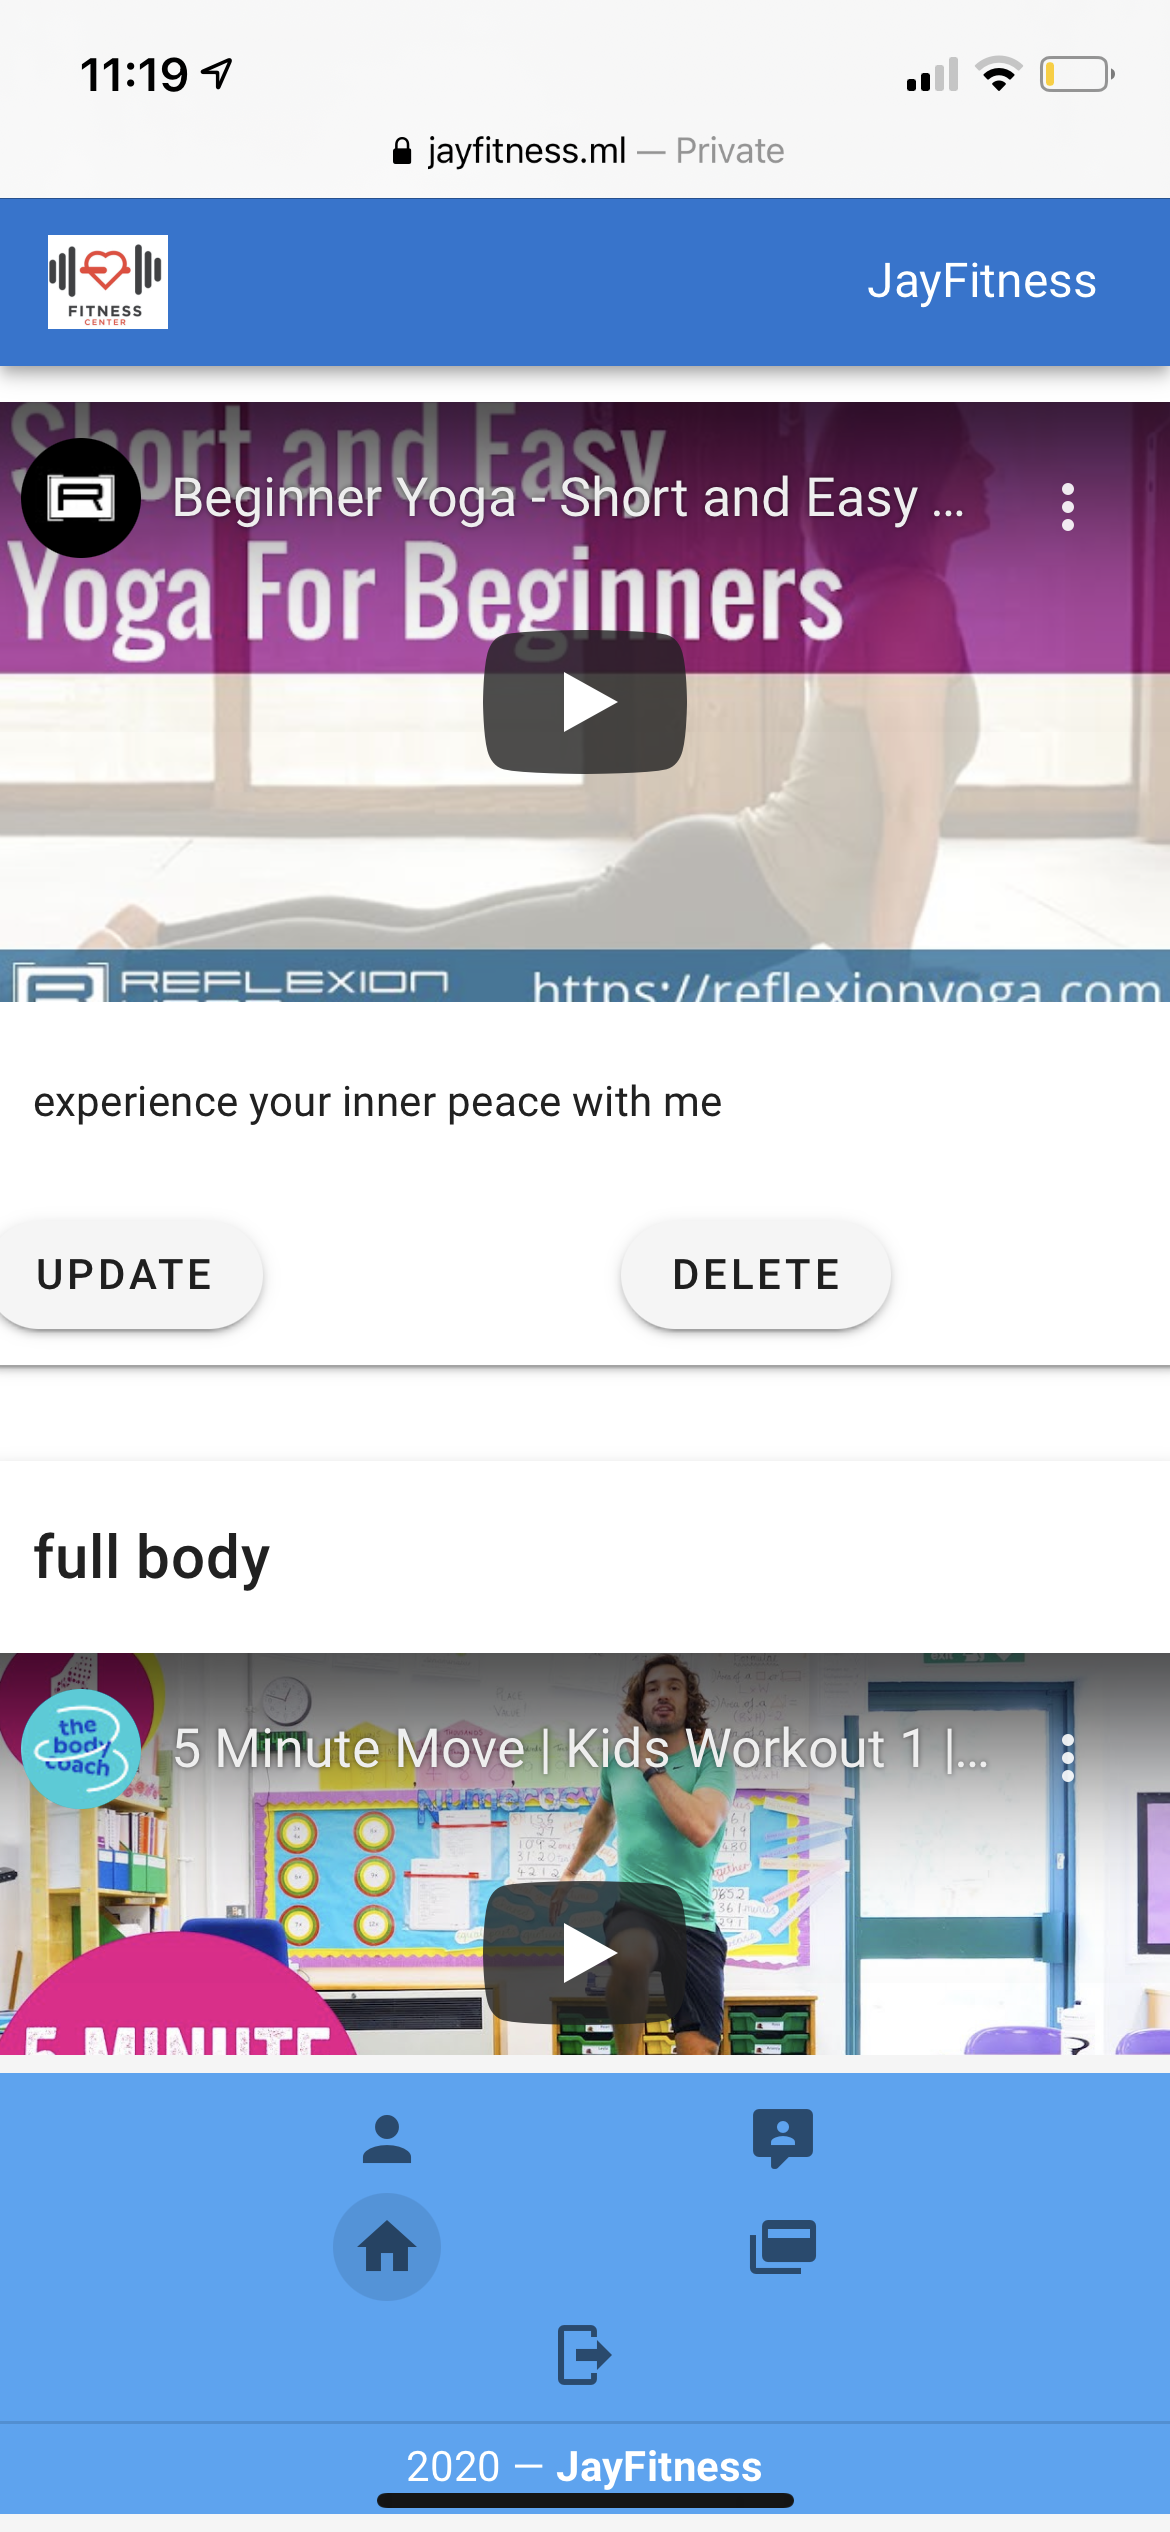 11:19
jayfitness.ml — Private
FITNESS
CENTER
JayFitness
Short and Easy
Beginner Yoga - Short and Easy ...
Yoga For Beginners
REFLEXION
https://reflexionyoga.com
experience your inner peace with me
UPDATE
DELETE
full body
the
body
coach
5 Minute Move | Kids Workout 1 |...
5 MINUTE
2020 — JayFitness